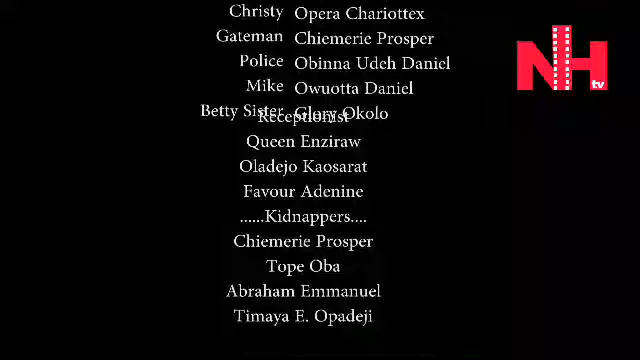 Christy Opera Chariottex
Gateman Chiemerie Prosper
Police Obinna Udeh Daniel
Mike Owuotta Daniel
Betty Sister Glory Okolo
Receptionist
Queen Enziraw
Oladejo Kaosarat
Favour Adenine
......Kidnappers....
Chiemerie Prosper
Tope Oba
Abraham Emmanuel
Timaya E. Opadeji
NH
tv